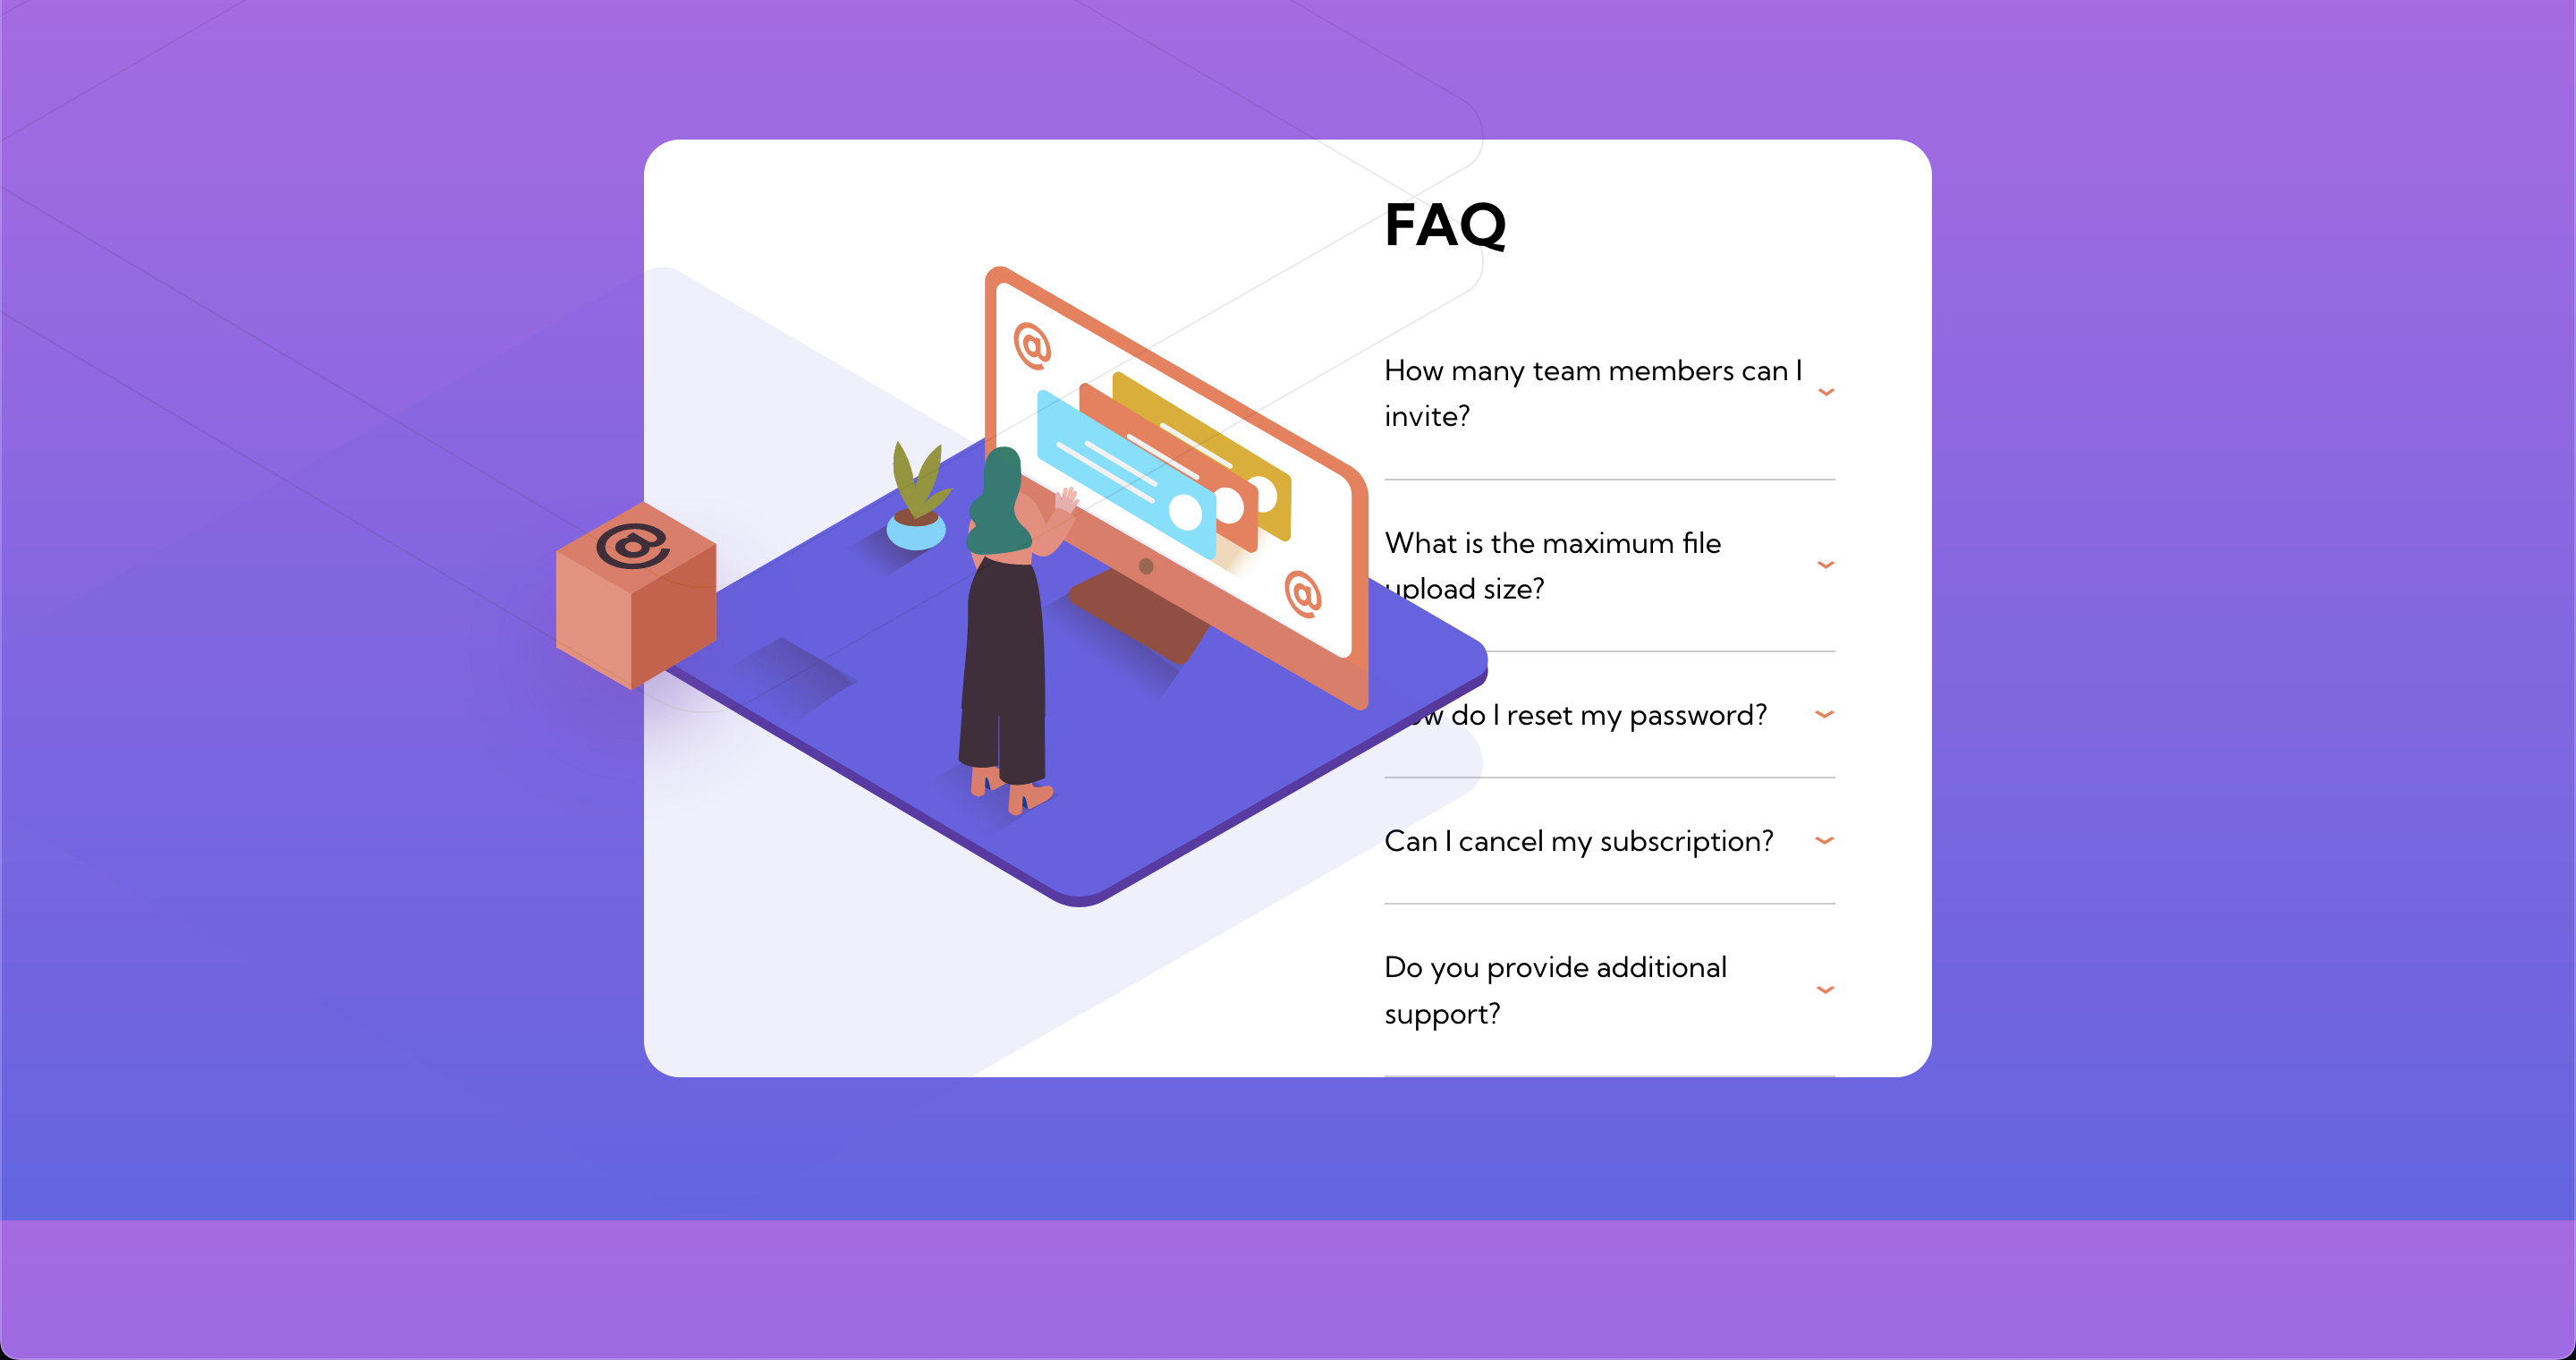 FAQ
@
How many team members can I
invite?
@
What is the maximum file
upload size?
@
do I reset my password?
Can I cancel my subscription?
Do you provide additional
support?